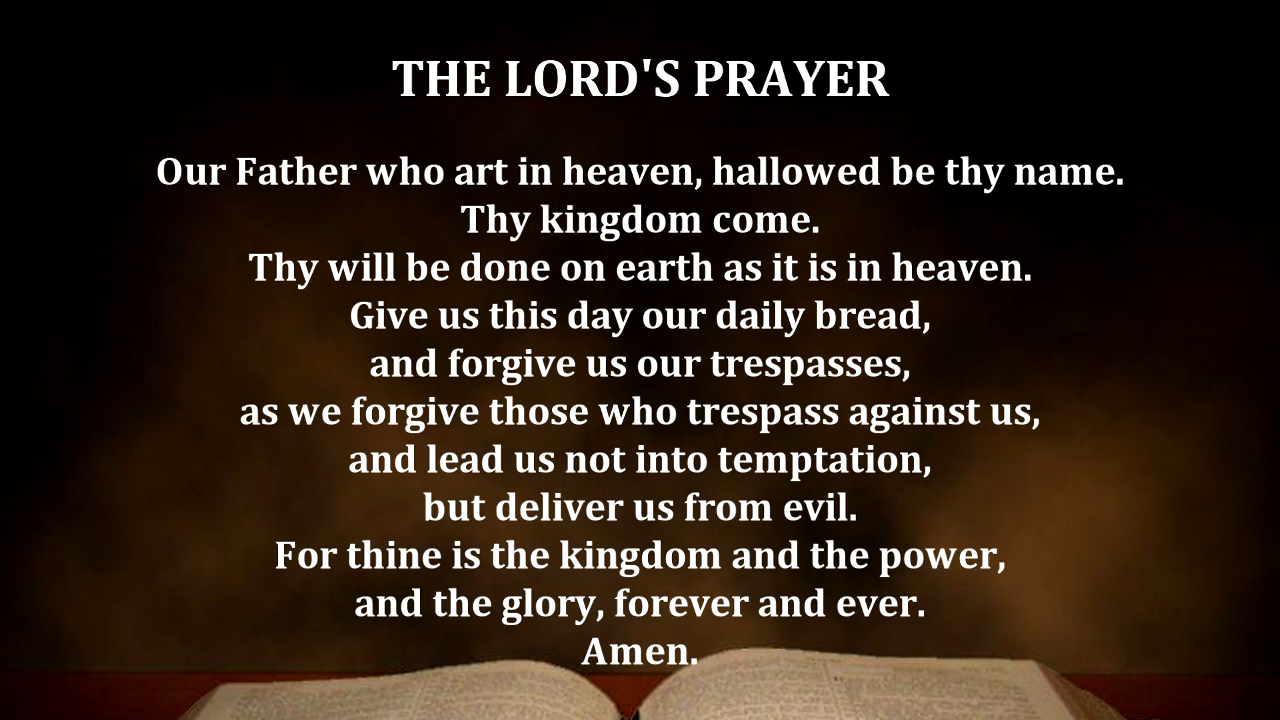 THE LORD'S PRAYER
Our Father who art in heaven, hallowed be thy name.
Thy kingdom come.
Thy will be done on earth as it is in heaven.
Give us this day our daily bread,
and forgive us our trespasses,
as we forgive those who trespass against us,
and lead us not into temptation,
but deliver us from evil.
For thine is the kingdom and the power,
and the glory, forever and ever.
Amen.